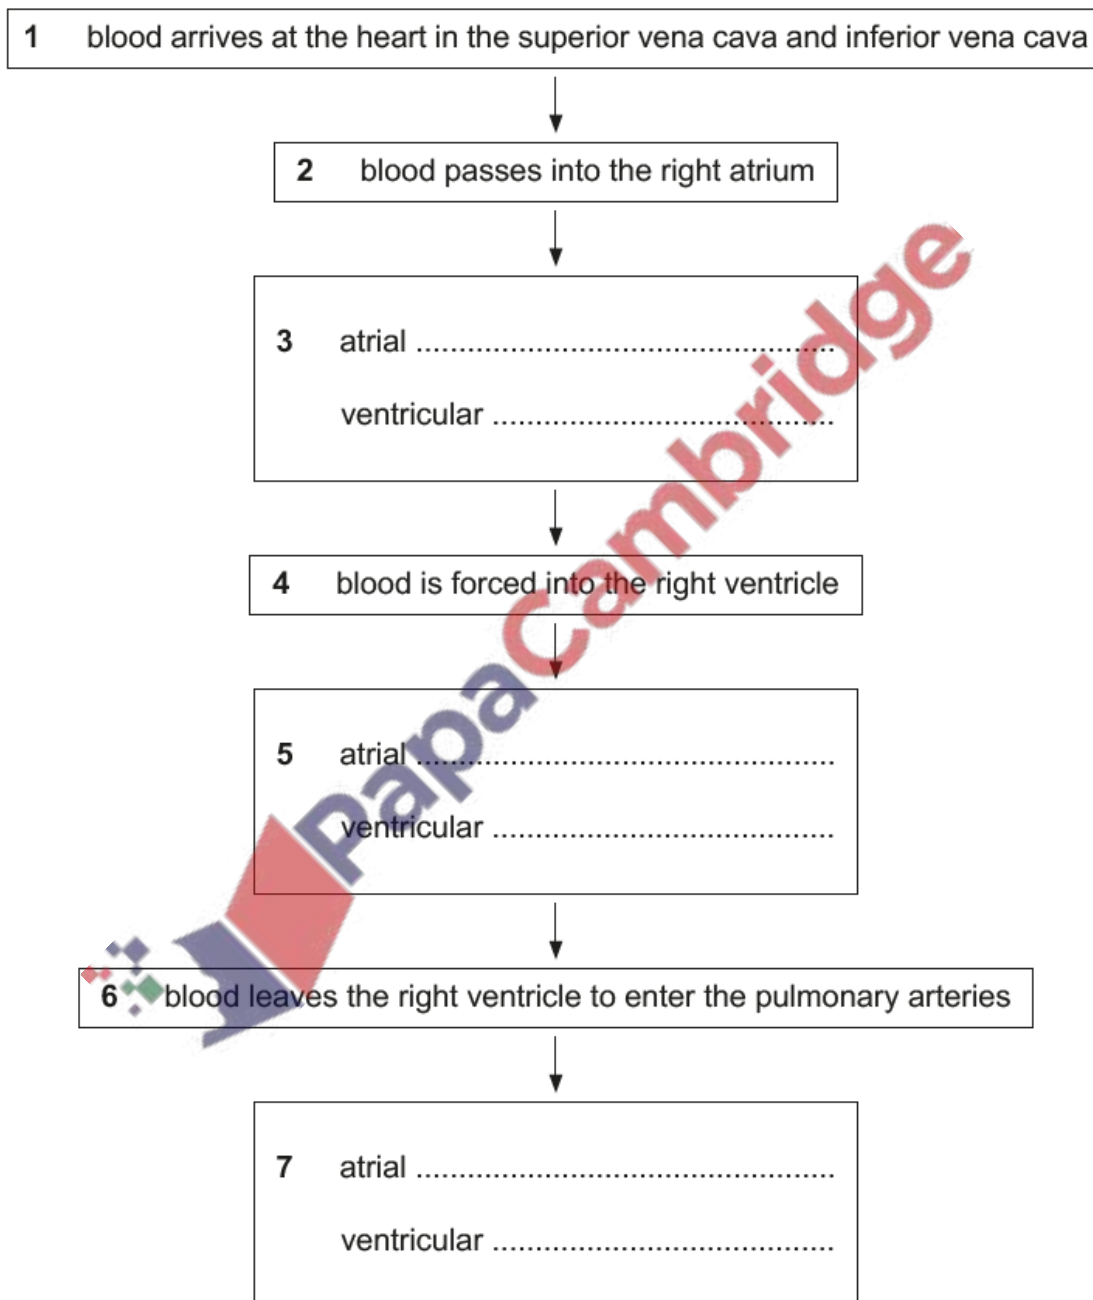 1 blood arrives at the heart in the superior vena cava and inferior vena cava
2 blood passes into the right atrium
3 atrial ................................................
ventricular ........................................
4 blood is forced into the right ventricle
5 atrial ................................................
ventricular ........................................
6 blood leaves the right ventricle to enter the pulmonary arteries
7 atrial ................................................
ventricular ........................................
PapaCambridge